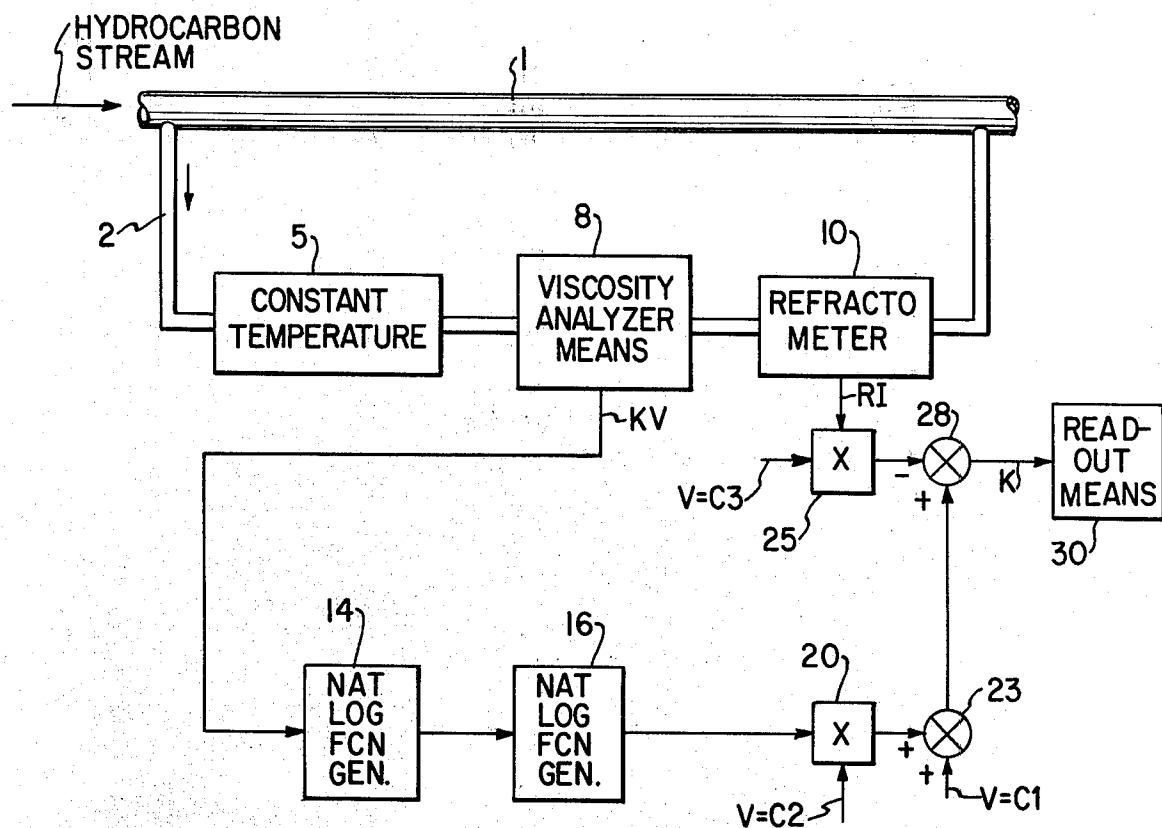 HYDROCARBON
STREAM
1
2
5
CONSTANT
TEMPERATURE
8
VISCOSITY
ANALYZER
MEANS
10
REFRACTO
METER
RI
KV
28
X
V=C3
25
-
+
K
READ-
OUT
MEANS
30
14
NAT
LOG
FCN
GEN.
16
NAT
LOG
FCN
GEN.
20
X
V=C2
23
+
+
V=C1